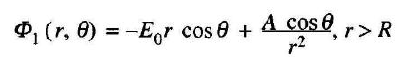 Φ₁ (r, θ) = –E₀r cos θ + A cos θ / r², r > R